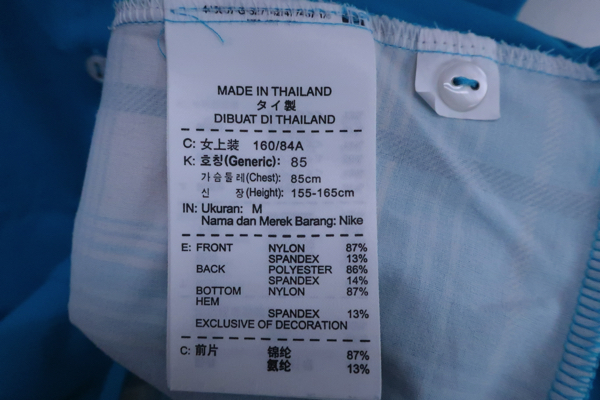 MADE IN THAILAND
タイ製
DIBUAT DI THAILAND
C: 女上装 160/84A
K: 호칭(Generic): 85
가슴둘레(Chest): 85cm
신 장(Height): 155-165cm
IN: Ukuran: M
Nama dan Merek Barang: Nike
E: FRONT NYLON 87%
SPANDEX 13%
BACK POLYESTER 86%
SPANDEX 14%
BOTTOM NYLON 87%
HEM
SPANDEX 13%
EXCLUSIVE OF DECORATION
C: 前片 锦纶 87%
氨纶 13%